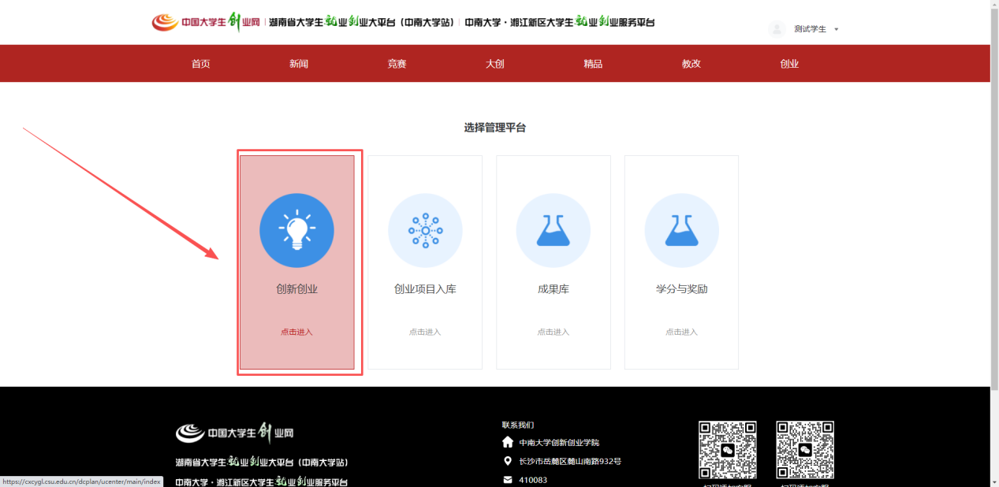 中国大学生创业网 湖南省大学生就业创业大平台（中南大学站） 中南大学·湘江新区大学生就业创业服务平台
测试学生
首页 新闻 竞赛 大创 精品 教改 创业
选择管理平台
创新创业 创业项目入库 成果库 学分与奖励
点击进入 点击进入 点击进入 点击进入
中国大学生创业网
湖南省大学生就业创业大平台（中南大学站）
中南大学·湘江新区大学生就业创业服务平台
联系我们
中南大学创新创业学院
长沙市岳麓区麓山南路932号
410083
https://cxcygl.csu.edu.cn/dcplan/ucenter/main/index